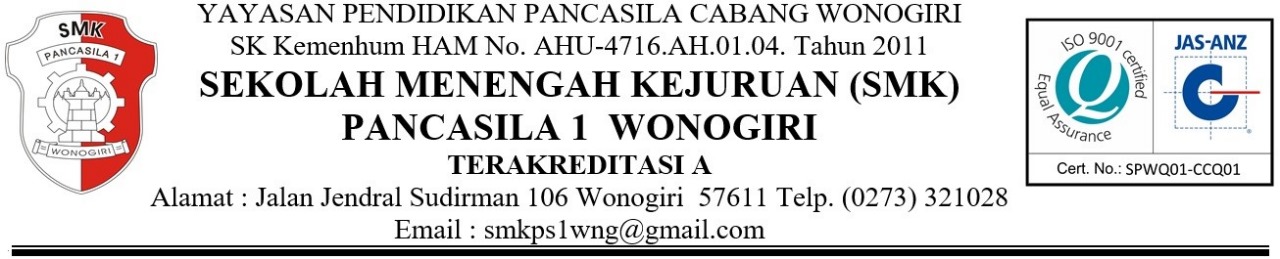 YAYASAN PENDIDIKAN PANCASILA CABANG WONOGIRI
SK Kemenhum HAM No. AHU-4716.AH.01.04. Tahun 2011
SEKOLAH MENENGAH KEJURUAN (SMK)
PANCASILA 1 WONOGIRI
TERAKREDITASI A
Alamat : Jalan Jendral Sudirman 106 Wonogiri 57611 Telp. (0273) 321028
Email : smkps1wng@gmail.com
SMK
PANCASILA 1
WONOGIRI
ISO 9001 certified
Equal Assurance
JAS-ANZ
Cert. No.: SPWQ01-CCQ01